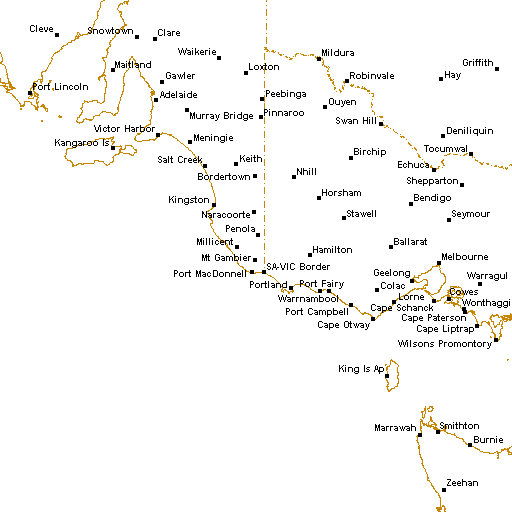 Cleve
Snowtown
Clare
Waikerie
Mildura
Maitland
Loxton
Robinvale
Hay
Griffith
Port Lincoln
Gawler
Adelaide
Peebinga
Ouyen
Murray Bridge
Pinnaroo
Swan Hill
Victor Harbor
Meningie
Deniliquin
Kangaroo Is
Tocumwal
Salt Creek
Keith
Birchip
Echuca
Bordertown
Nhill
Shepparton
Kingston
Horsham
Bendigo
Naracoorte
Stawell
Seymour
Penola
Millicent
Hamilton
Ballarat
Mt Gambier
Melbourne
Port MacDonnell
SA-VIC Border
Geelong
Portland
Port Fairy
Colac
Warragul
Warrnambool
Lorne
Cowes
Port Campbell
Cape Schanck
Wonthaggi
Cape Otway
Cape Paterson
Cape Liptrap
Wilsons Promontory
King Is Ap
Marrawah
Smithton
Burnie
Zeehan